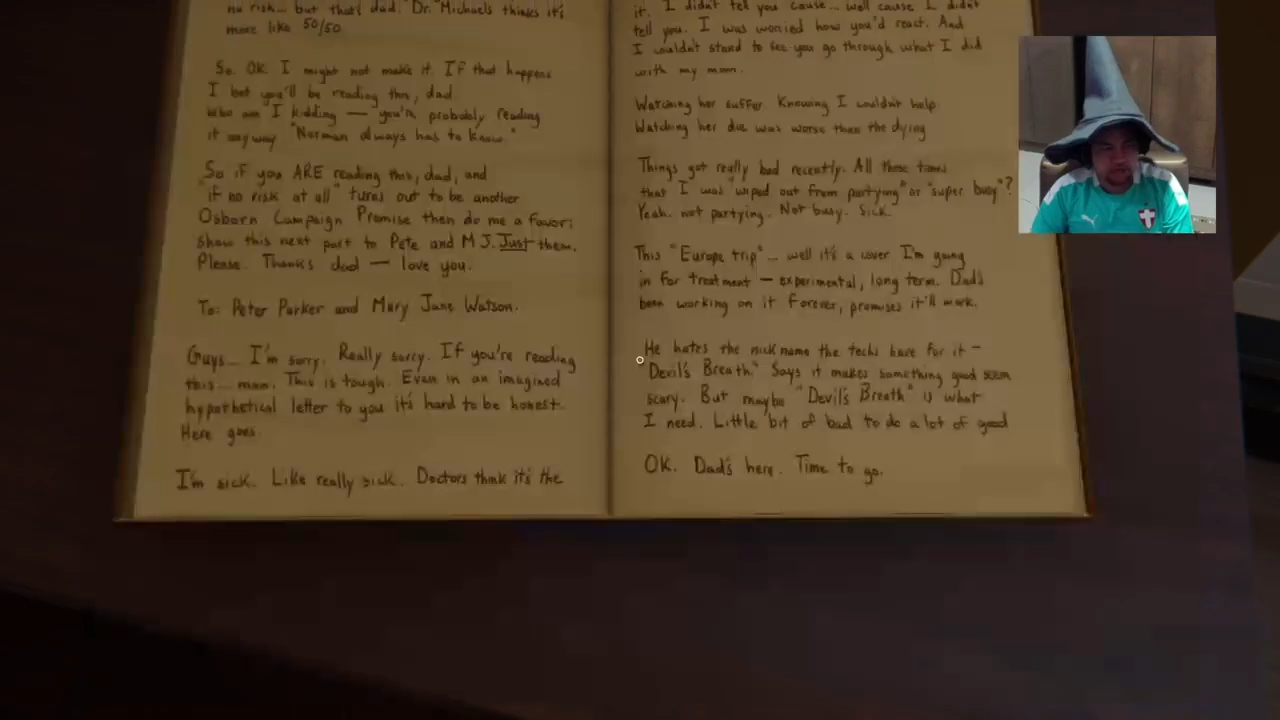 no risk... but that's dad." Dr. Michaels thinks it's
more like 50/50
So. OK. I might not make it. If that happens
I bet you'll be reading this, dad.
Who am I kidding — you're probably reading
it anyway "Norman always has to know."
So if you ARE reading this, dad, and
"if no risk at all" turns out to be another
Osborn Campaign Promise then do me a favor:
show this next part to Pete and MJ. Just them.
Please. Thanks dad — love you.
To: Peter Parker and Mary Jane Watson.
Guys... I'm sorry. Really sorry. If you're reading
this... man. This is tough. Even in an imagined
hypothetical letter to you it's hard to be honest.
Here goes.
I'm sick. Like really sick. Doctors think it's the
it. I didn't tell you cause... well cause I didn't
tell you. I was worried how you'd react. And
I couldn't stand to see you go through what I did
with my mom.
Watching her suffer. Knowing I couldn't help.
Watching her die was worse than the dying
Things got really bad recently. All those times
that I was "wiped out from partying" or "super busy"?
Yeah. not partying. Not busy. Sick.
This "Europe trip"... well it's a cover I'm going
in for treatment — experimental, long term. Dad's
been working on it forever, promises it'll work.
He hates the nickname the techs have for it -
"Devil's Breath." Says it makes something good seem
scary. But maybe "Devil's Breath" is what
I need. Little bit of bad to do a lot of good
OK. Dad's here. Time to go.